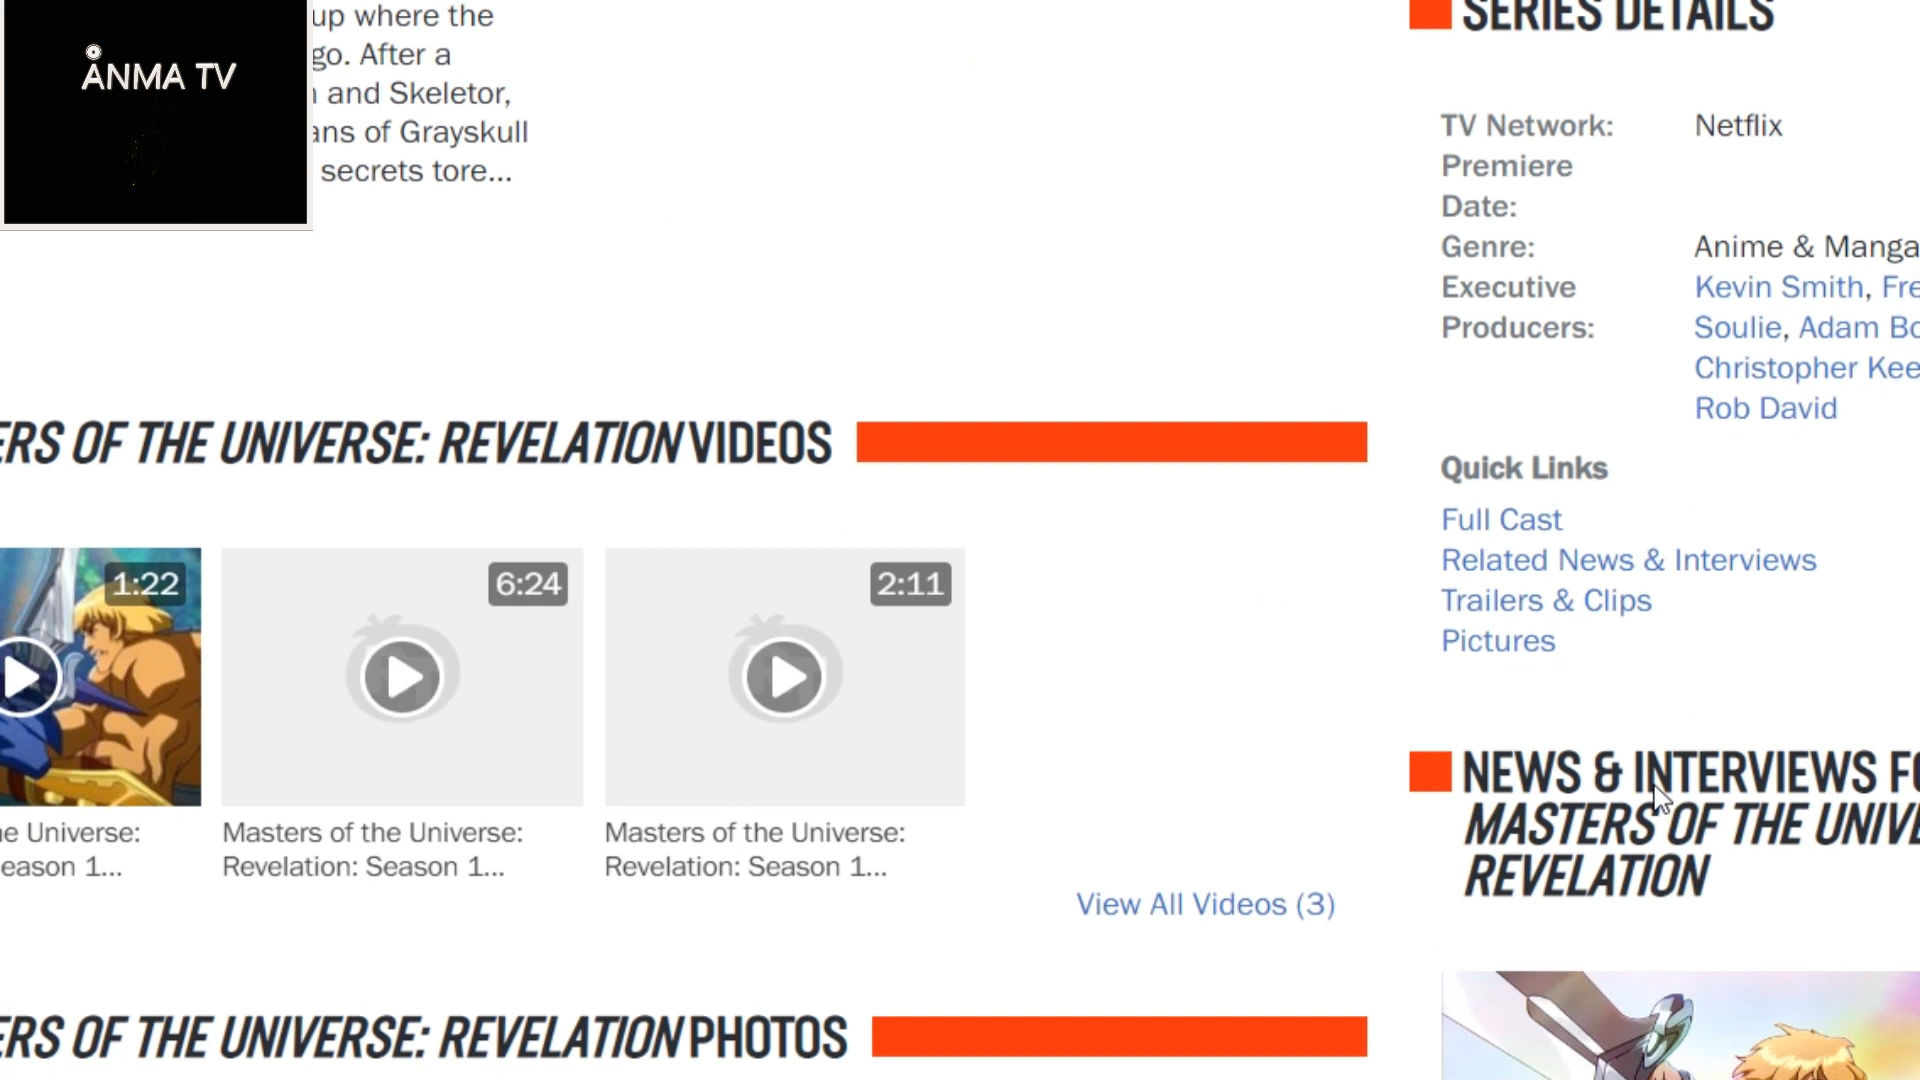 ANMA TV
up where the
go. After a
and Skeletor,
of Grayskull
secrets tore...
SERIES DETAILS
TV Network: Netflix
Premiere
Date:
Genre: Anime & Manga
Executive Kevin Smith,
Producers: Soulie, Adam
Christopher
Rob David
Quick Links
Full Cast
Related News & Interviews
Trailers & Clips
Pictures
OF THE UNIVERSE: REVELATION VIDEOS
1:22
6:24
2:11
Universe:
1...
Masters of the Universe:
Revelation: Season 1...
Masters of the Universe:
Revelation: Season 1...
View All Videos (3)
NEWS & INTERVIEWS
MASTERS OF THE
REVELATION
OF THE UNIVERSE: REVELATION PHOTOS